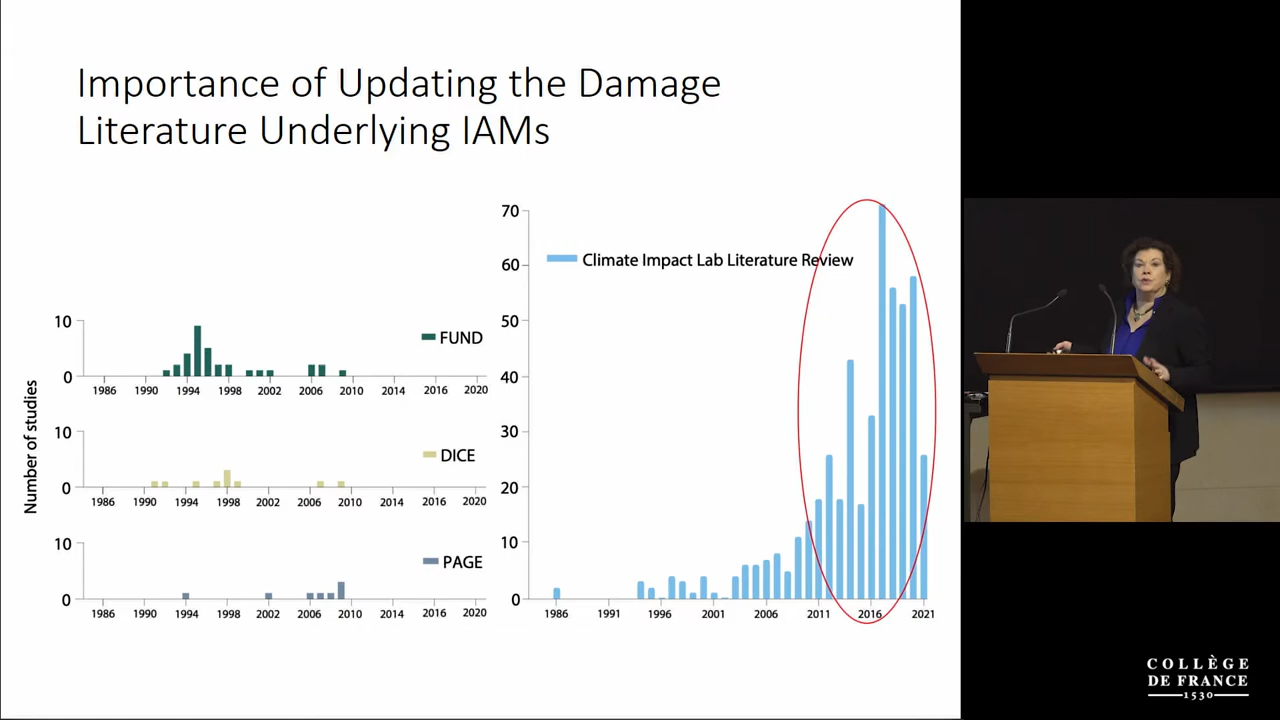 Importance of Updating the Damage
Literature Underlying IAMs
Number of studies
10
0
FUND
1986 1990 1994 1998 2002 2006 2010 2014 2016 2020
10
0
DICE
1986 1990 1994 1998 2002 2006 2010 2014 2016 2020
10
0
PAGE
1986 1990 1994 1998 2002 2006 2010 2014 2016 2020
70
60
50
40
30
20
10
0
Climate Impact Lab Literature Review
1986 1991 1996 2001 2006 2011 2016 2021
COLLÈGE
DE FRANCE
1530